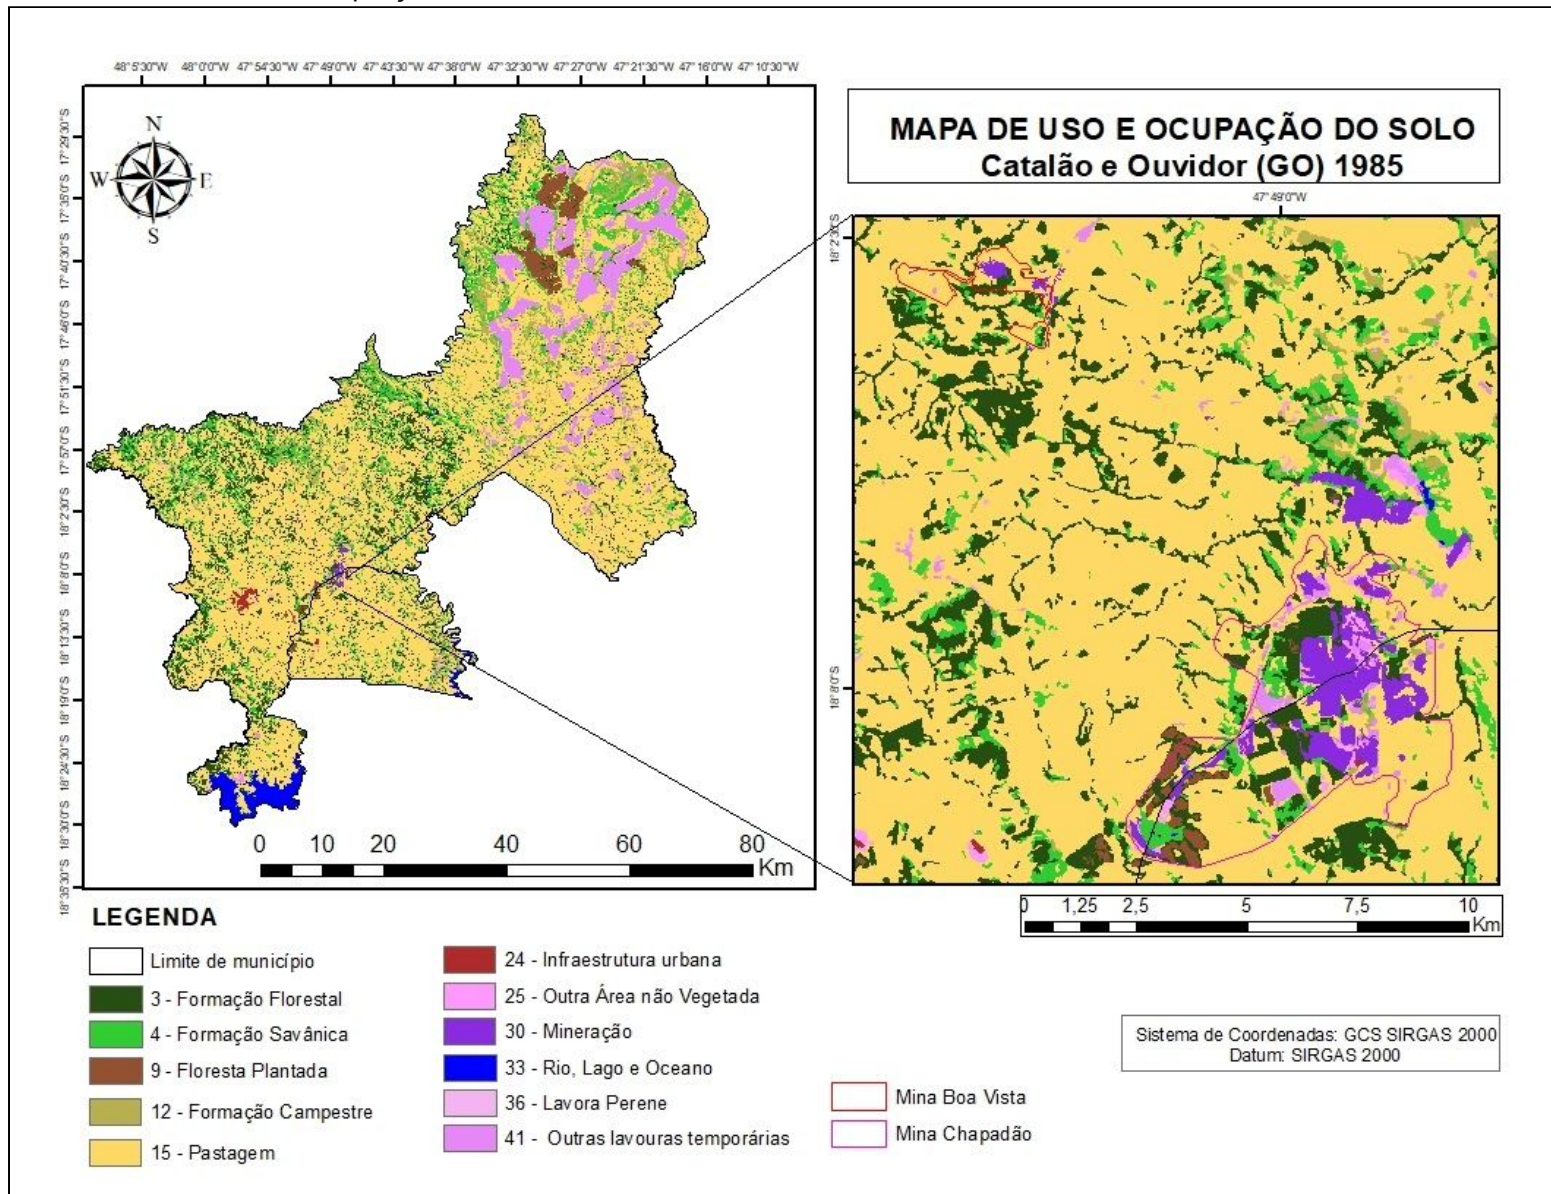 48°5'30"W 48°0'0"W 47°54'30"W 47°49'0"W 47°43'30"W 47°38'0"W 47°32'30"W 47°27'0"W 47°21'30"W 47°16'0"W 47°10'30"W
N
W E
S
17°29'30"S
17°35'0"S
17°40'30"S
17°46'0"S
17°51'30"S
17°57'0"S
18°2'30"S
18°8'0"S
18°13'30"S
18°19'0"S
18°24'30"S
18°30'0"S
18°35'30"S
0 10 20 40 60 80
Km
MAPA DE USO E OCUPAÇÃO DO SOLO
Catalão e Ouvidor (GO) 1985
47°49'0"W
18°2'30"S
18°8'0"S
0 1,25 2,5 5 7,5 10
Km
LEGENDA
Limite de município
3 - Formação Florestal
4 - Formação Savânica
9 - Floresta Plantada
12 - Formação Campestre
15 - Pastagem
24 - Infraestrutura urbana
25 - Outra Área não Vegetada
30 - Mineração
33 - Rio, Lago e Oceano
36 - Lavora Perene
41 - Outras lavouras temporárias
Mina Boa Vista
Mina Chapadão
Sistema de Coordenadas: GCS SIRGAS 2000
Datum: SIRGAS 2000